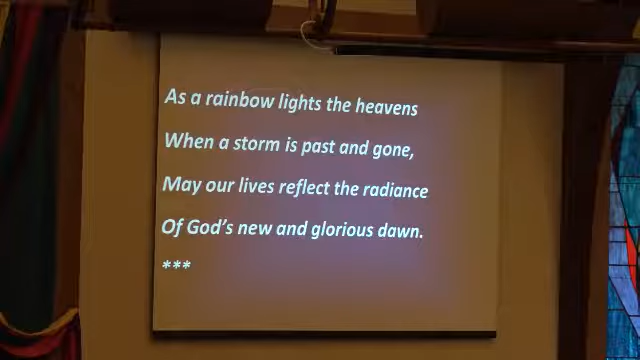 As a rainbow lights the heavens
When a storm is past and gone,
May our lives reflect the radiance
Of God's new and glorious dawn.
***